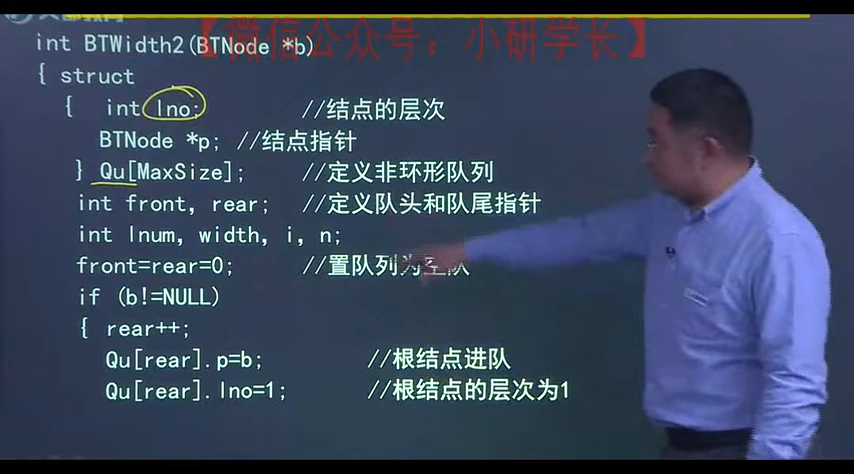 【微信公众号：小研学长】
int BTWidth2(BTNode *b)
{ struct
{ int lno; //结点的层次
BTNode *p; //结点指针
} Qu[MaxSize]; //定义非环形队列
int front, rear; //定义队头和队尾指针
int lnum, width, i, n;
front=rear=0; //置队列为空队
if (b!=NULL)
{ rear++;
Qu[rear].p=b; //根结点进队
Qu[rear].lno=1; //根结点的层次为1